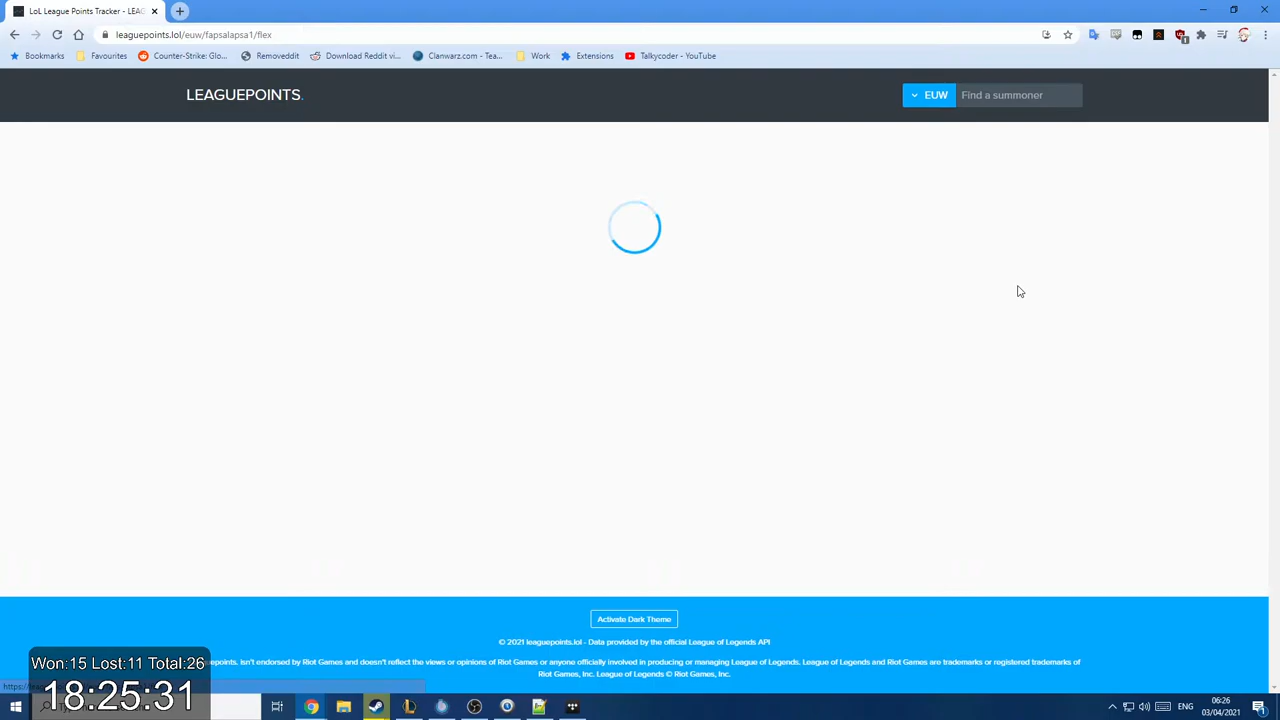 LoL League Points Tracker - LEAG
leaguepoints.lol/euw/fapsalapsa1/flex
Bookmarks Favourites Counter-Strike: Glo... Removeddit Download Reddit vi... Clanwarz.com - Tea... Work Extensions Talkycoder - YouTube
LEAGUEPOINTS. EUW Find a summoner
Activate Dark Theme
© 2021 leaguepoints.lol - Data provided by the official League of Legends API
points. isn't endorsed by Riot Games and doesn't reflect the views or opinions of Riot Games or anyone officially involved in producing or managing League of Legends. League of Legends and Riot Games are trademarks or registered trademarks of
Riot Games, Inc. League of Legends © Riot Games, Inc.
Won:15 Lost:11 Total:26
18:25:31
ENG
06:26
03/04/2021